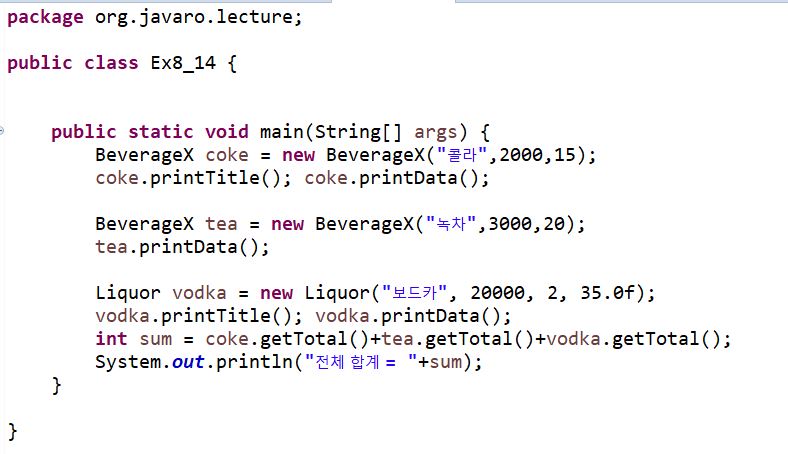 package org.javaro.lecture;
public class Ex8_14 {
public static void main(String[] args) {
BeverageX coke = new BeverageX("콜라",2000,15);
coke.printTitle(); coke.printData();
BeverageX tea = new BeverageX("녹차",3000,20);
tea.printData();
Liquor vodka = new Liquor("보드카", 20000, 2, 35.0f);
vodka.printTitle(); vodka.printData();
int sum = coke.getTotal()+tea.getTotal()+vodka.getTotal();
System.out.println("전체 합계 = "+sum);
}
}